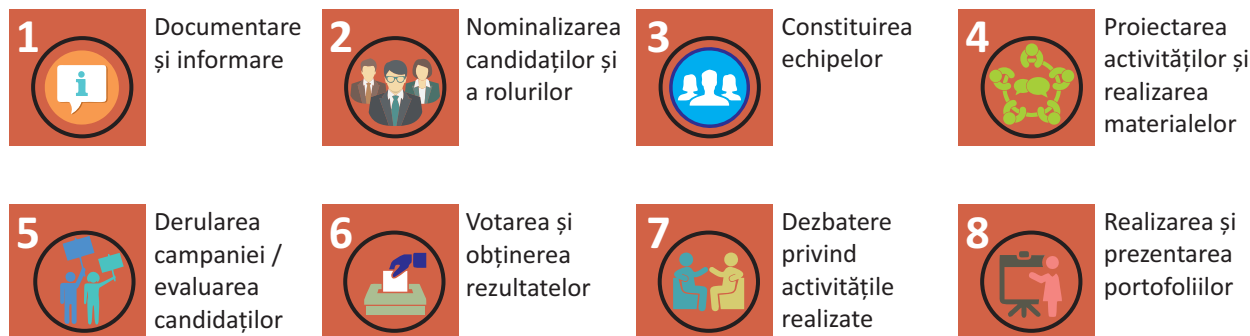 1
Documentare
și informare
2
Nominalizarea
candidaților și
a rolurilor
3
Constituirea
echipelor
4
Proiectarea
activităților și
realizarea
materialelor
5
Derularea
campaniei /
evaluarea
candidaților
6
Votarea și
obținerea
rezultatelor
7
Dezbatere
privind
activitățile
realizate
8
Realizarea și
prezentarea
portofoliilor
i